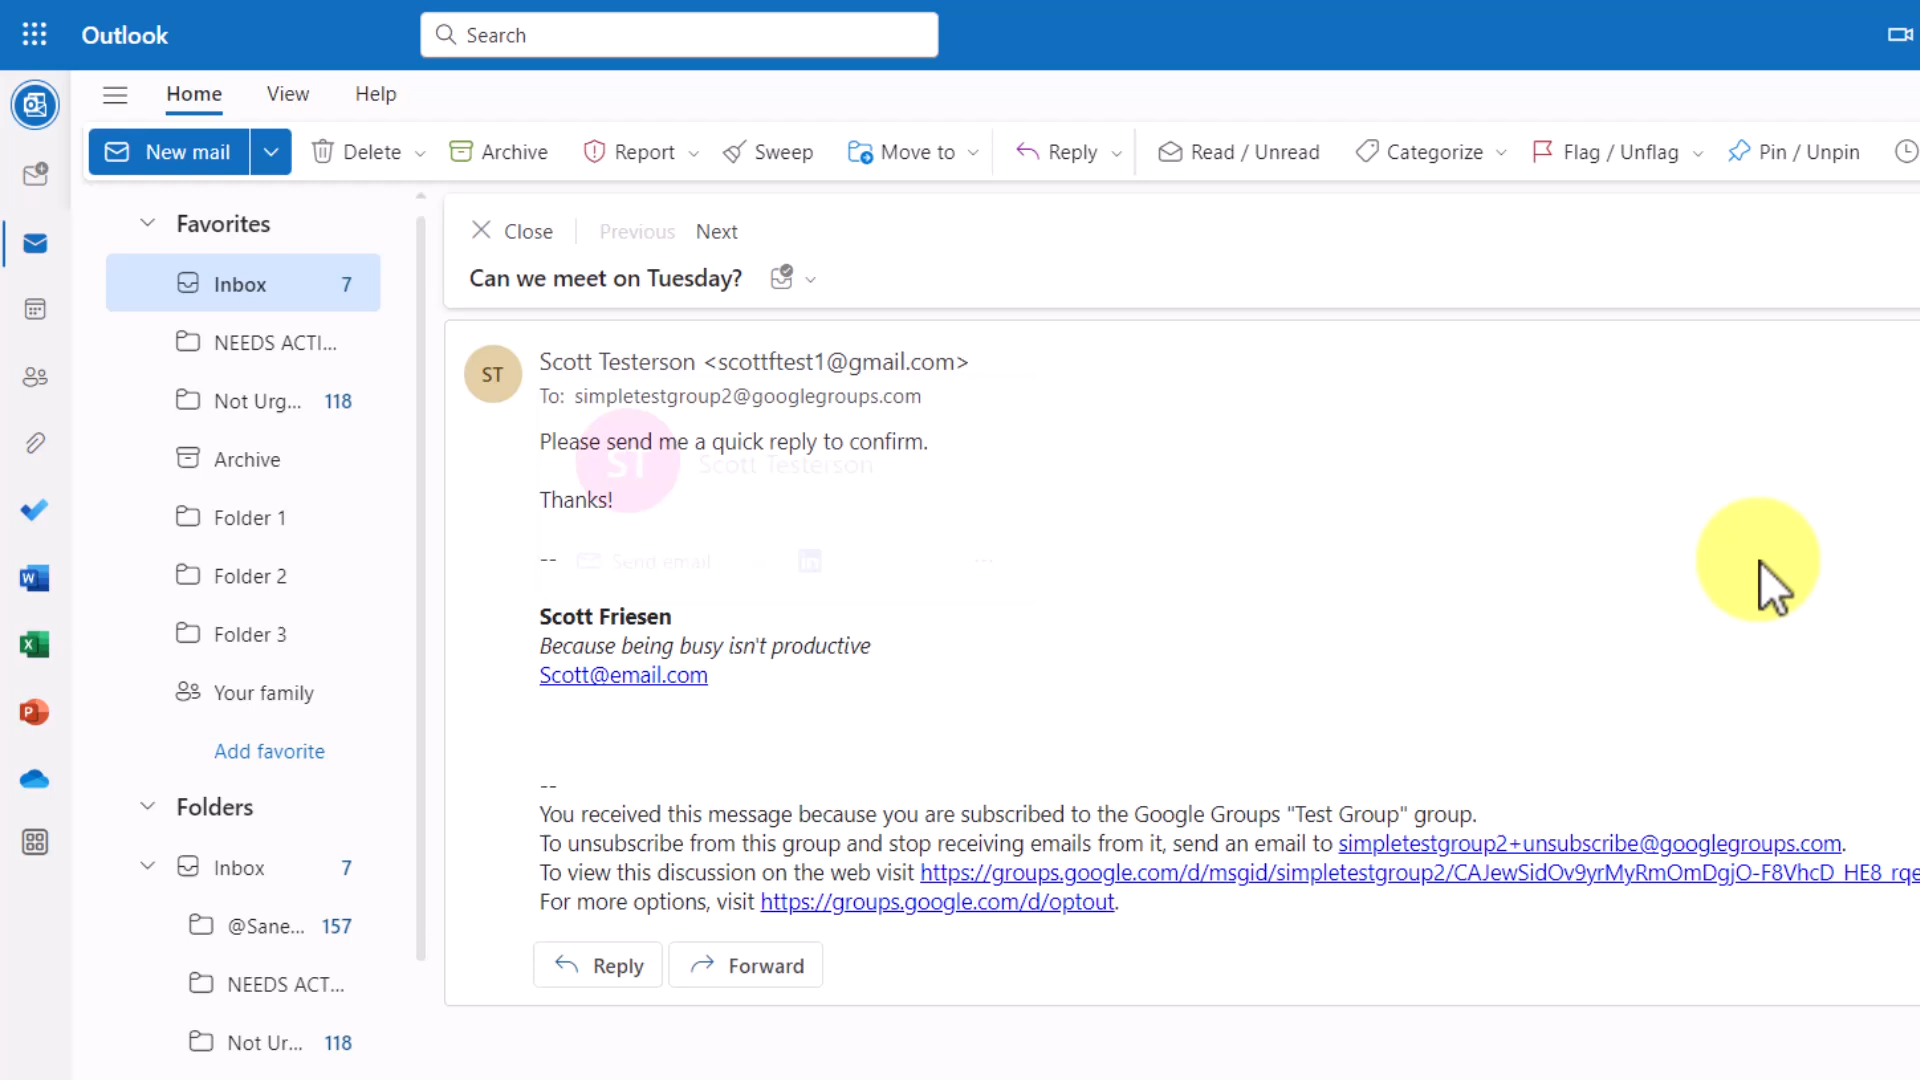 Outlook
Search
Home View Help
New mail Delete Archive Report Sweep Move to Reply Read / Unread Categorize Flag / Unflag Pin / Unpin
Favorites
Inbox 7
NEEDS ACTI...
Not Urg... 118
Archive
Folder 1
Folder 2
Folder 3
Your family
Add favorite
Folders
Inbox 7
@Sane... 157
NEEDS ACT...
Not Ur... 118
Close Previous Next
Can we meet on Tuesday?
ST
Scott Testerson <scottftest1@gmail.com>
To: simpletestgroup2@googlegroups.com
Please send me a quick reply to confirm.
ST Scott Testerson
Thanks!
-- Send email in ...
Scott Friesen
Because being busy isn't productive
Scott@email.com
--
You received this message because you are subscribed to the Google Groups "Test Group" group.
To unsubscribe from this group and stop receiving emails from it, send an email to simpletestgroup2+unsubscribe@googlegroups.com.
To view this discussion on the web visit https://groups.google.com/d/msgid/simpletestgroup2/CAJewSidOv9yrMyRmOmDgjO-F8VhcD_HE8_rqe
For more options, visit https://groups.google.com/d/optout.
Reply Forward